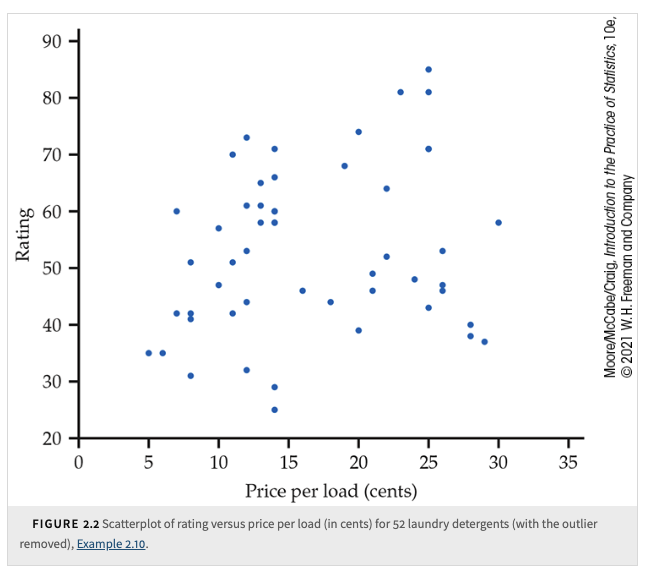 90
80
70
60
50
40
30
20
Rating
0 5 10 15 20 25 30 35
Price per load (cents)
Moore/McCabe/Craig, Introduction to the Practice of Statistics, 10e,
© 2021 W.H. Freeman and Company
FIGURE 2.2 Scatterplot of rating versus price per load (in cents) for 52 laundry detergents (with the outlier
removed), Example 2.10.